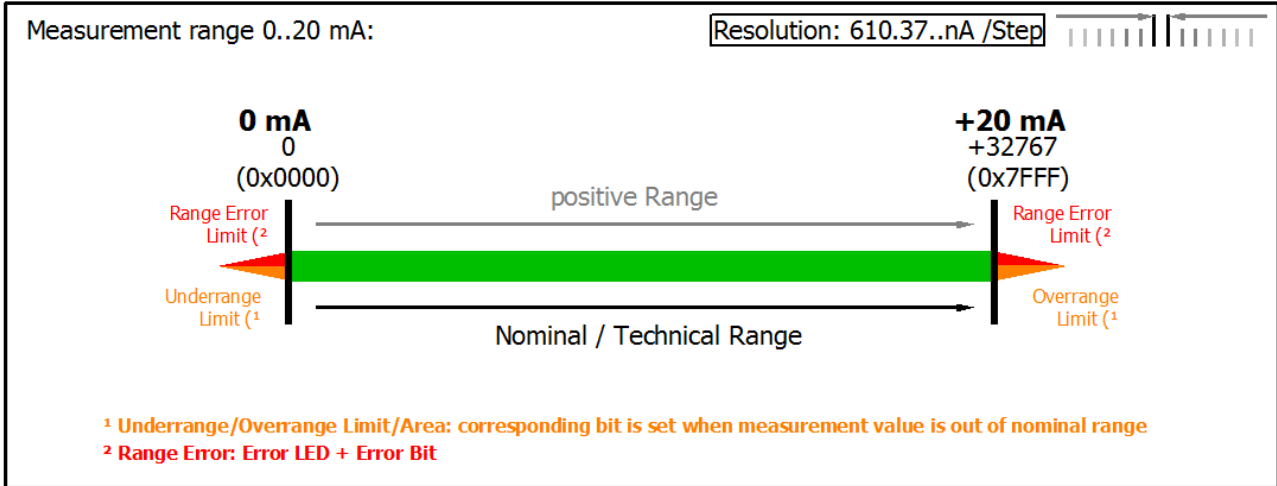 Measurement range 0..20 mA:
Resolution: 610.37..nA /Step
0 mA
0
(0x0000)
+20 mA
+32767
(0x7FFF)
positive Range
Range Error
Limit (²
Range Error
Limit (²
Underrange
Limit (¹
Overrange
Limit (¹
Nominal / Technical Range
¹ Underrange/Overrange Limit/Area: corresponding bit is set when measurement value is out of nominal range
² Range Error: Error LED + Error Bit